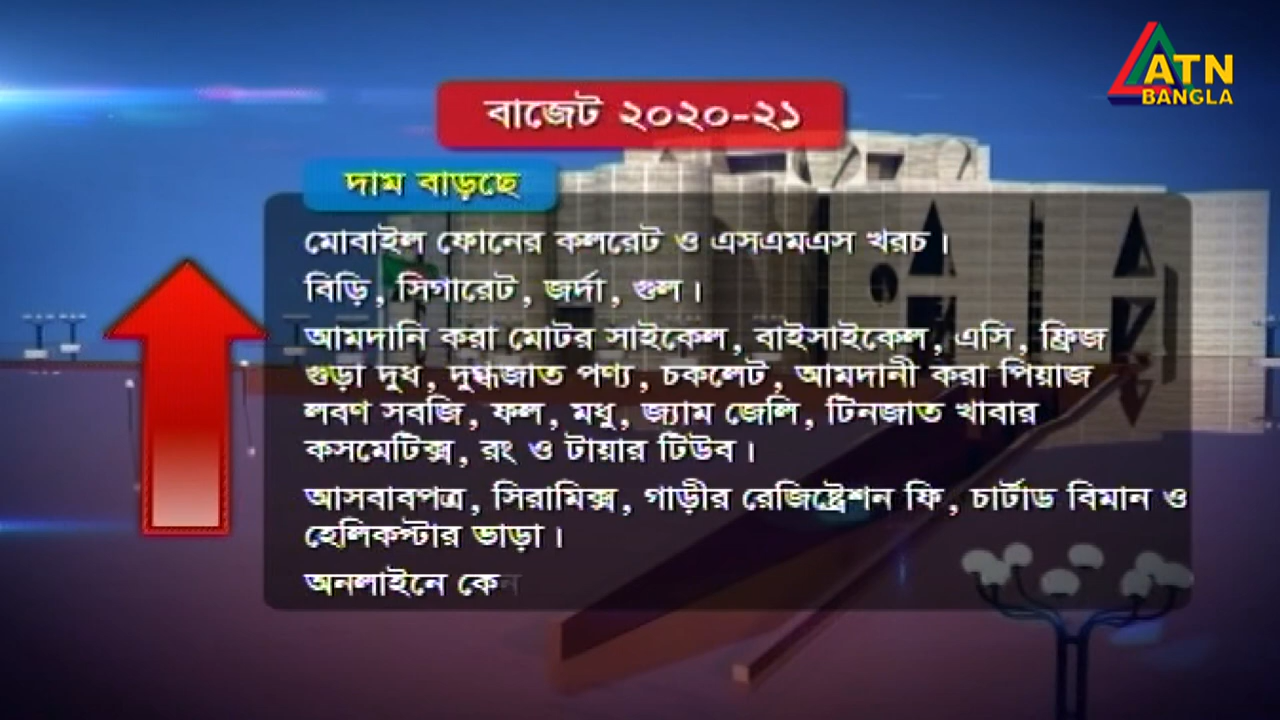 ATN
BANGLA
বাজেট ২০২০-২১
দাম বাড়ছে
মোবাইল ফোনের কলরেট ও এসএমএস খরচ।
বিড়ি, সিগারেট, জর্দা, গুল।
আমদানি করা মোটর সাইকেল, বাইসাইকেল, এসি, ফ্রিজ
গুড়া দুধ, দুগ্ধজাত পণ্য, চকলেট, আমদানী করা পিয়াজ
লবণ সবজি, ফল, মধু, জ্যাম জেলি, টিনজাত খাবার
কসমেটিক্স, রং ও টায়ার টিউব।
আসবাবপত্র, সিরামিক্স, গাড়ীর রেজিষ্ট্রেশন ফি, চার্টাড বিমান ও
হেলিকপ্টার ভাড়া।
অনলাইনে কেন